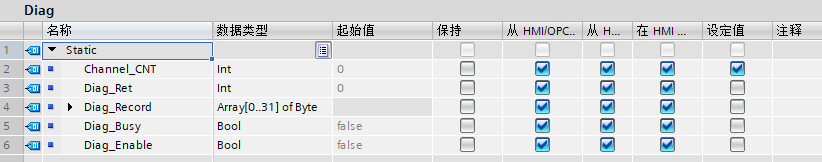 Diag
名称 数据类型 起始值 保持 从 HMI/OPC.. 从 H... 在 HMI ... 设定值 注释
1 Static
2 Channel_CNT Int 0
3 Diag_Ret Int 0
4 Diag_Record Array[0..31] of Byte
5 Diag_Busy Bool false
6 Diag_Enable Bool false